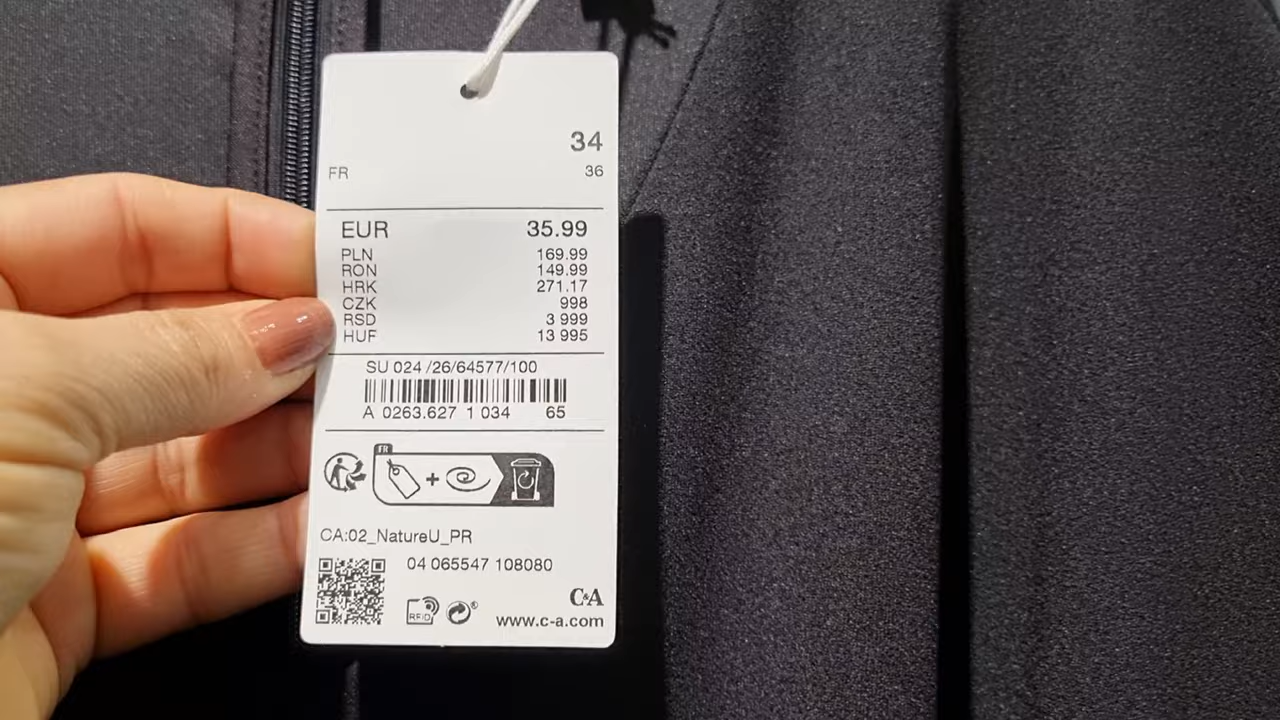 34
FR 36
EUR 35.99
PLN 169.99
RON 149.99
HRK 271.17
CZK 998
RSD 3 999
HUF 13 995
SU 024 /26/64577/100
A 0263.627 1 034 65
FR
CA:02_NatureU_PR
04 065547 108080
RFID
C&A
www.c-a.com